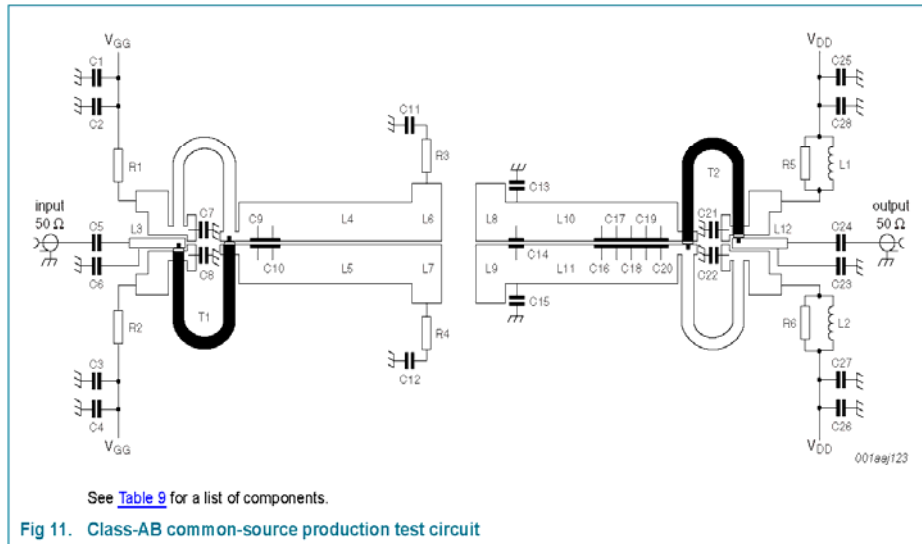 VGG
VDD
C1
C2
C25
C28
C11
R1
R3
R5
L1
T2
C13
input
50 Ω
C5
L3
C7
C9
L4
L6
L8
L10
C17
C19
C21
L12
C24
output
50 Ω
C6
C8
C10
L5
L7
L9
C14
L11
C16
C18
C20
C22
C23
C15
R2
T1
R4
R6
L2
C12
C3
C4
C27
C26
VGG
VDD
001aaj123
See Table 9 for a list of components.
Fig 11. Class-AB common-source production test circuit